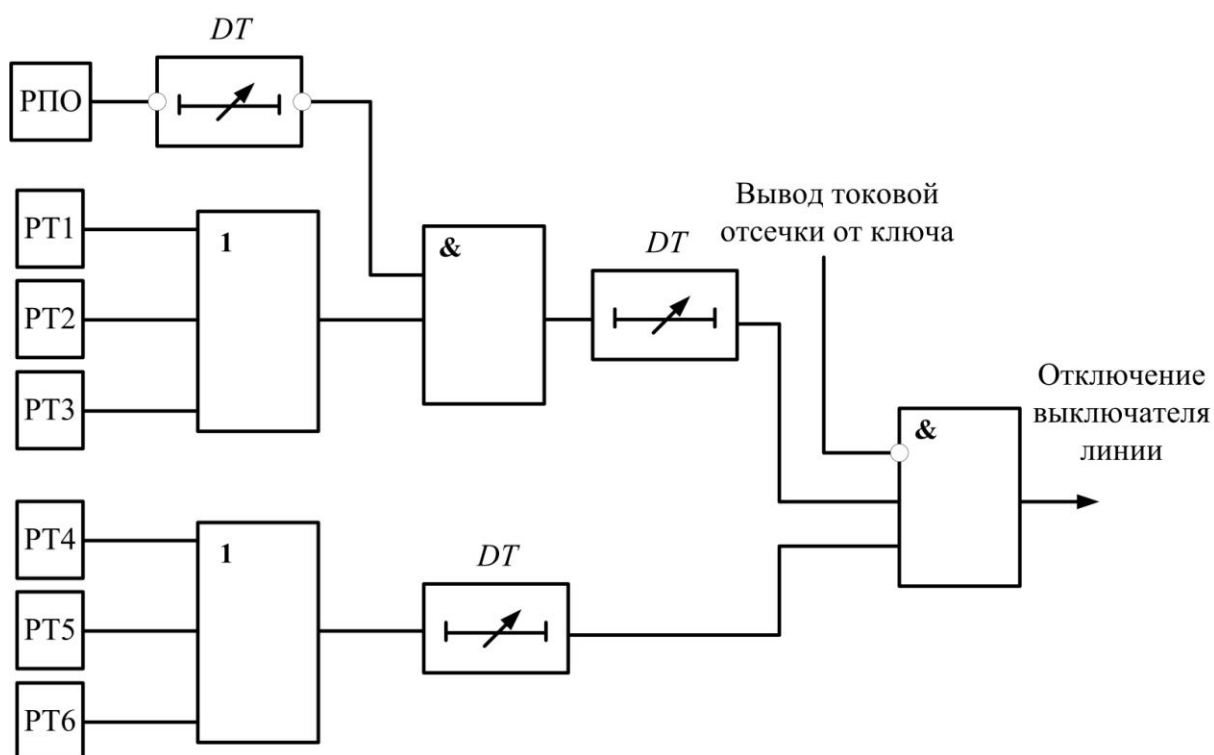 DT
РПО
РТ1
РТ2
РТ3
1
&
DT
Вывод токовой
отсечки от ключа
Отключение
выключателя
линии
&
РТ4
РТ5
РТ6
1
DT